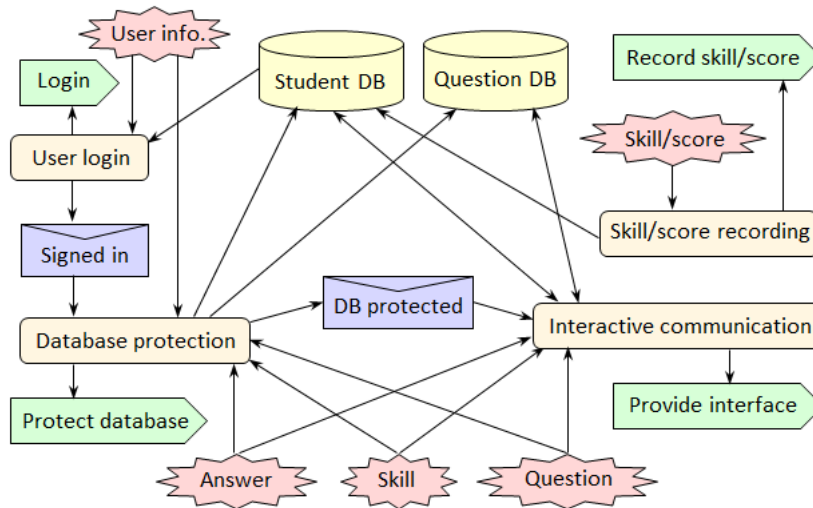 User info.
Login
Student DB
Question DB
Record skill/score
User login
Skill/score
Signed in
Skill/score recording
DB protected
Database protection
Interactive communication
Protect database
Provide interface
Answer
Skill
Question